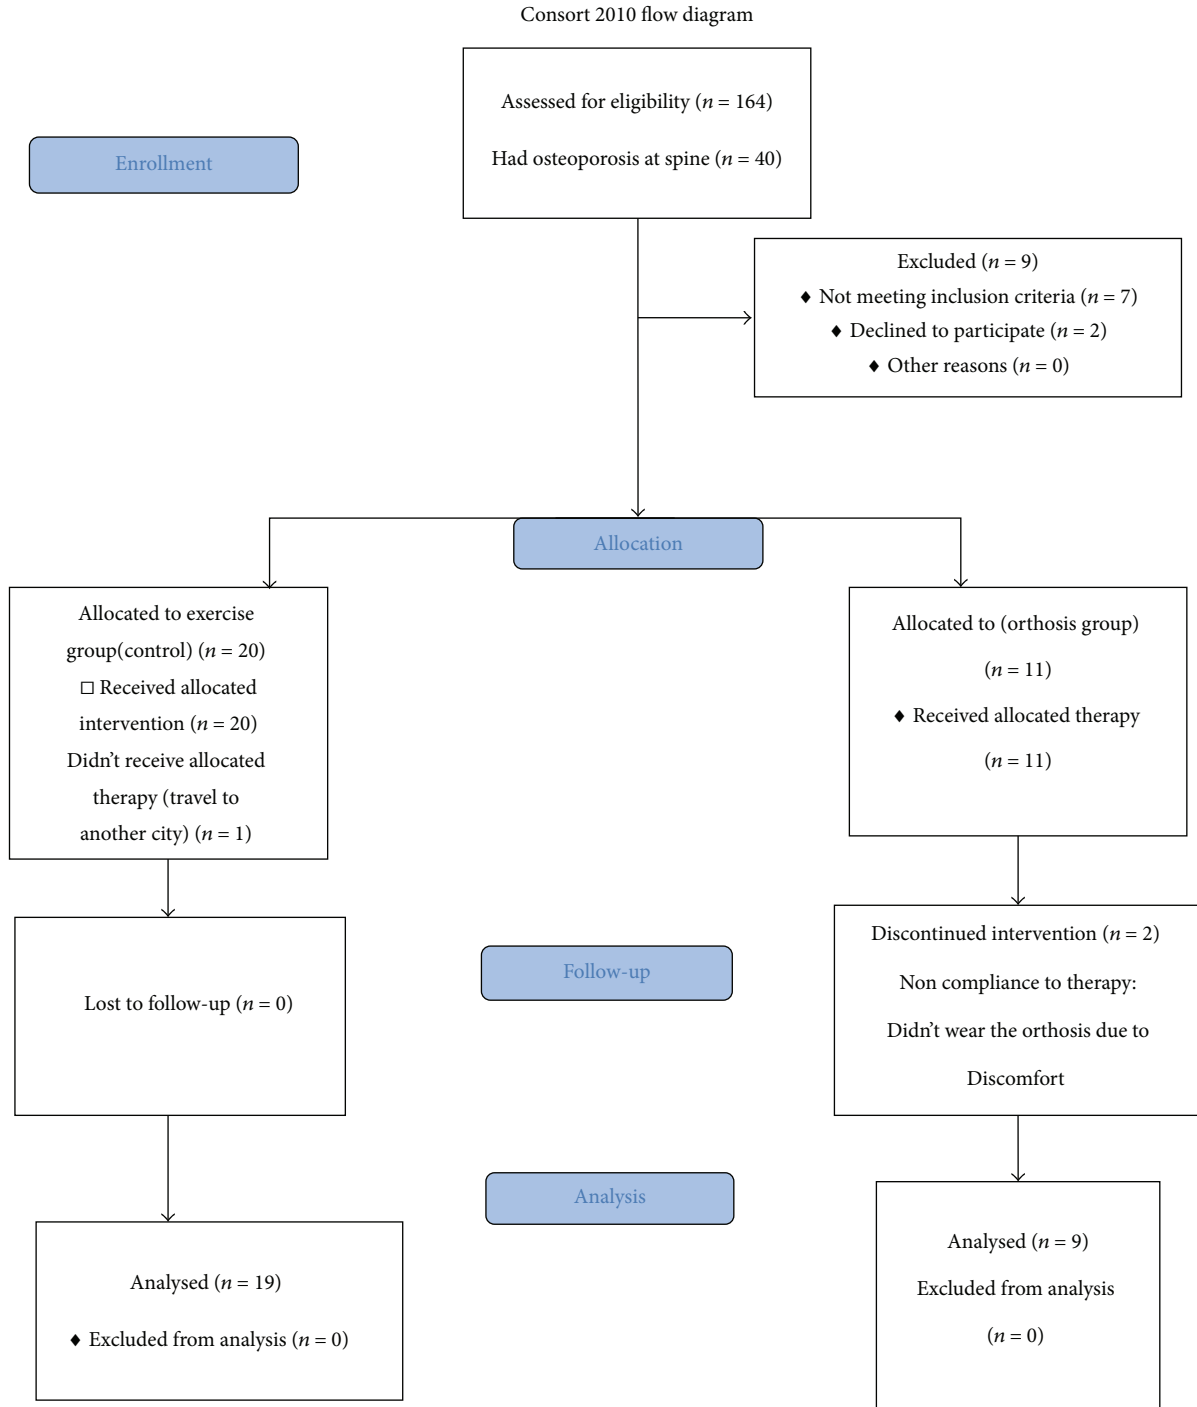 Consort 2010 flow diagram
Assessed for eligibility (n = 164)
Had osteoporosis at spine (n = 40)
Enrollment
Excluded (n = 9)
♦ Not meeting inclusion criteria (n = 7)
♦ Declined to participate (n = 2)
♦ Other reasons (n = 0)
Allocation
Allocated to exercise
group(control) (n = 20)
□ Received allocated
intervention (n = 20)
Didn't receive allocated
therapy (travel to
another city) (n = 1)
Allocated to (orthosis group)
(n = 11)
♦ Received allocated therapy
(n = 11)
Follow-up
Lost to follow-up (n = 0)
Discontinued intervention (n = 2)
Non compliance to therapy:
Didn't wear the orthosis due to
Discomfort
Analysis
Analysed (n = 19)
♦ Excluded from analysis (n = 0)
Analysed (n = 9)
Excluded from analysis
(n = 0)